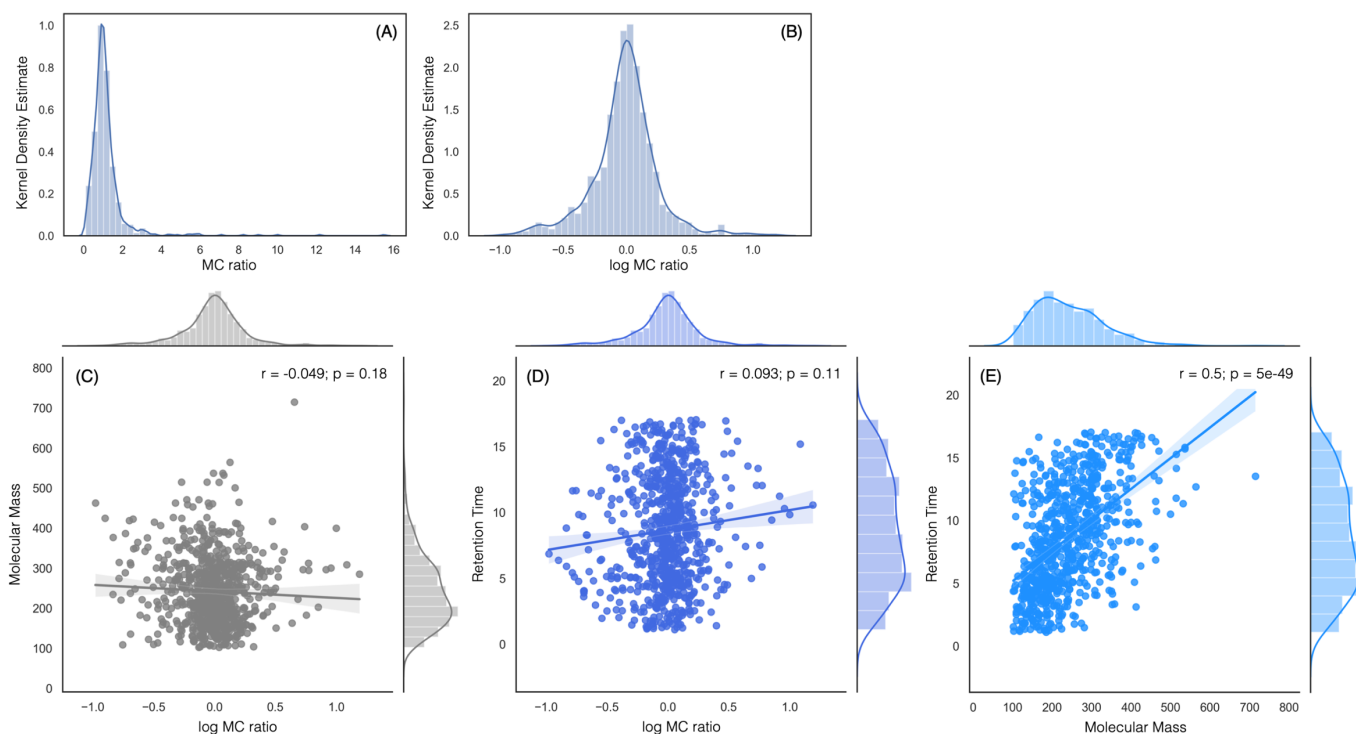 (A)
Kernel Density Estimate
1.0
0.8
0.6
0.4
0.2
0.0
0 2 4 6 8 10 12 14 16
MC ratio
(B)
Kernel Density Estimate
2.5
2.0
1.5
1.0
0.5
0.0
−1.0 −0.5 0.0 0.5 1.0
log MC ratio
(C)
r = -0.049; p = 0.18
Molecular Mass
800
700
600
500
400
300
200
100
0
−1.0 −0.5 0.0 0.5 1.0
log MC ratio
(D)
r = 0.093; p = 0.11
Retention Time
20
15
10
5
0
−1.0 −0.5 0.0 0.5 1.0
log MC ratio
(E)
r = 0.5; p = 5e-49
Retention Time
20
15
10
5
0
0 100 200 300 400 500 600 700 800
Molecular Mass